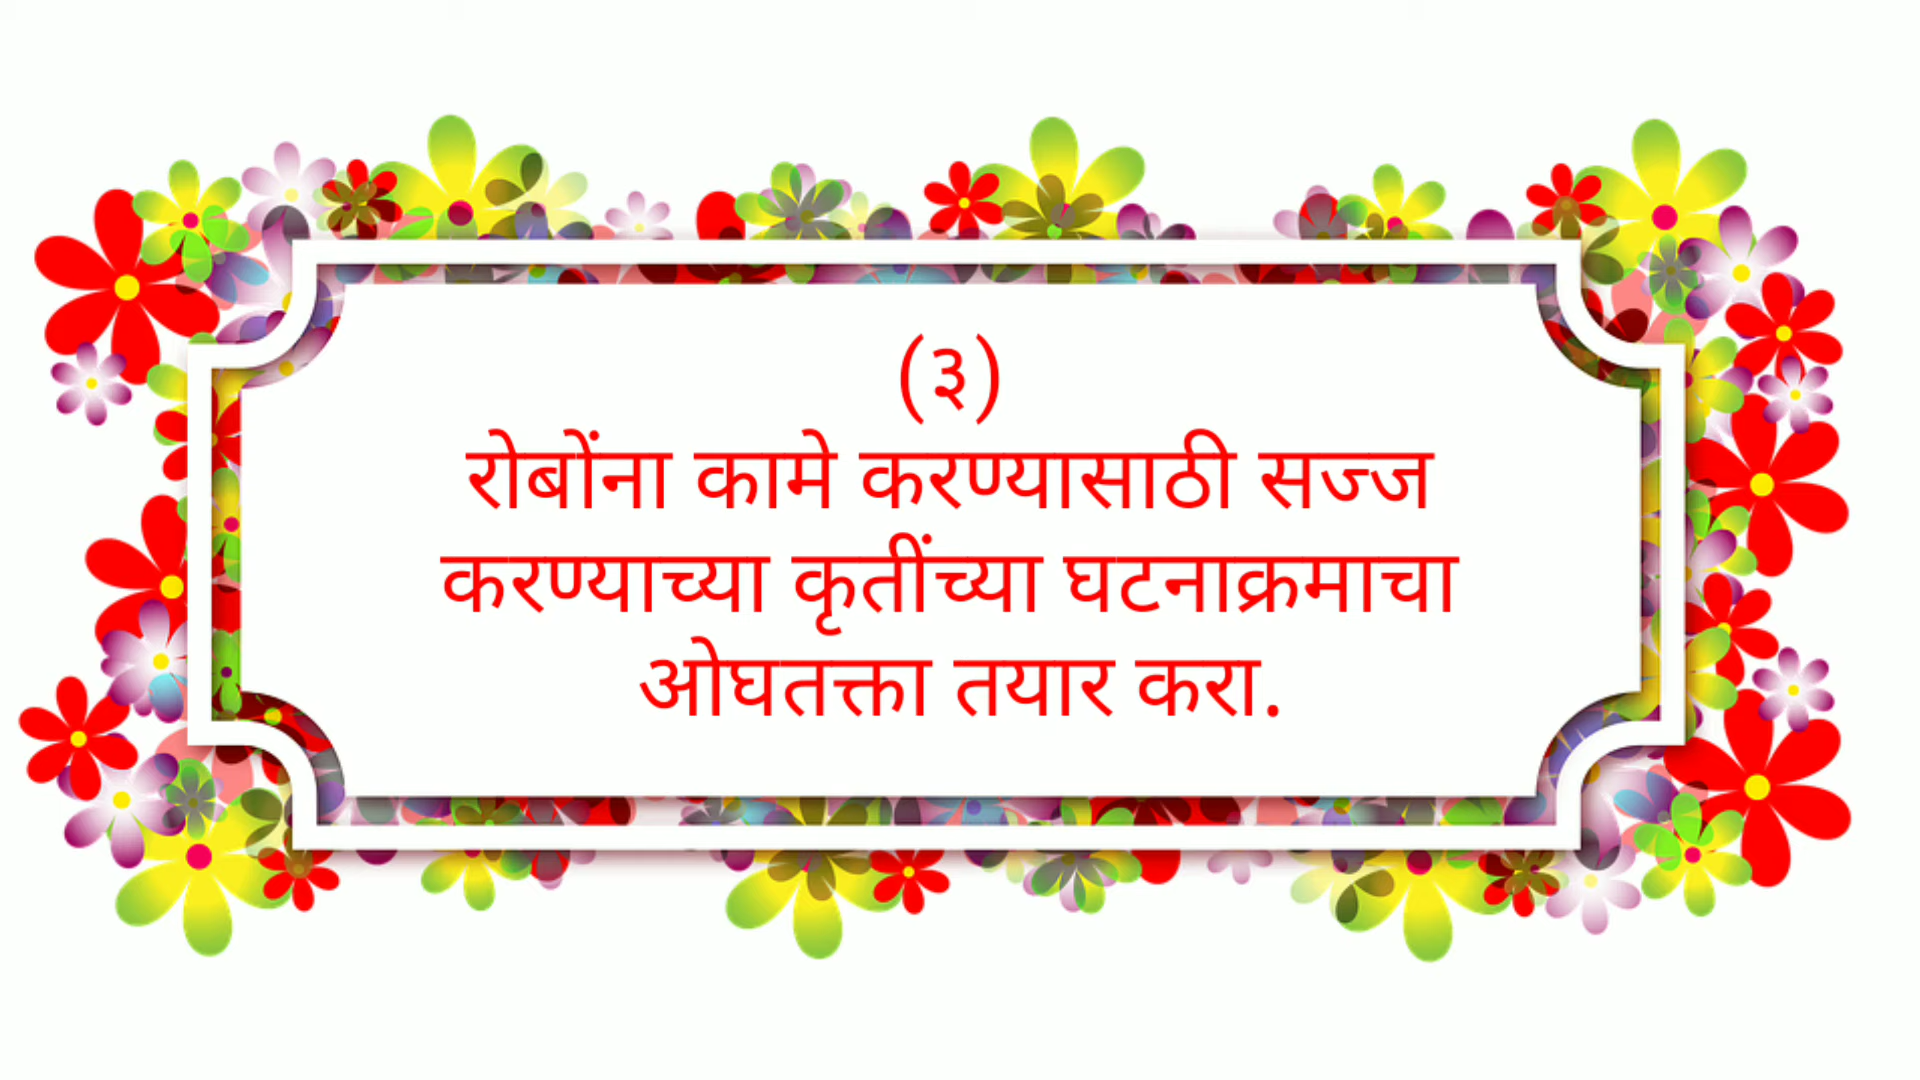 (३)
रोबोंना कामे करण्यासाठी सज्ज
करण्याच्या कृतींच्या घटनाक्रमाचा
ओघतक्ता तयार करा.